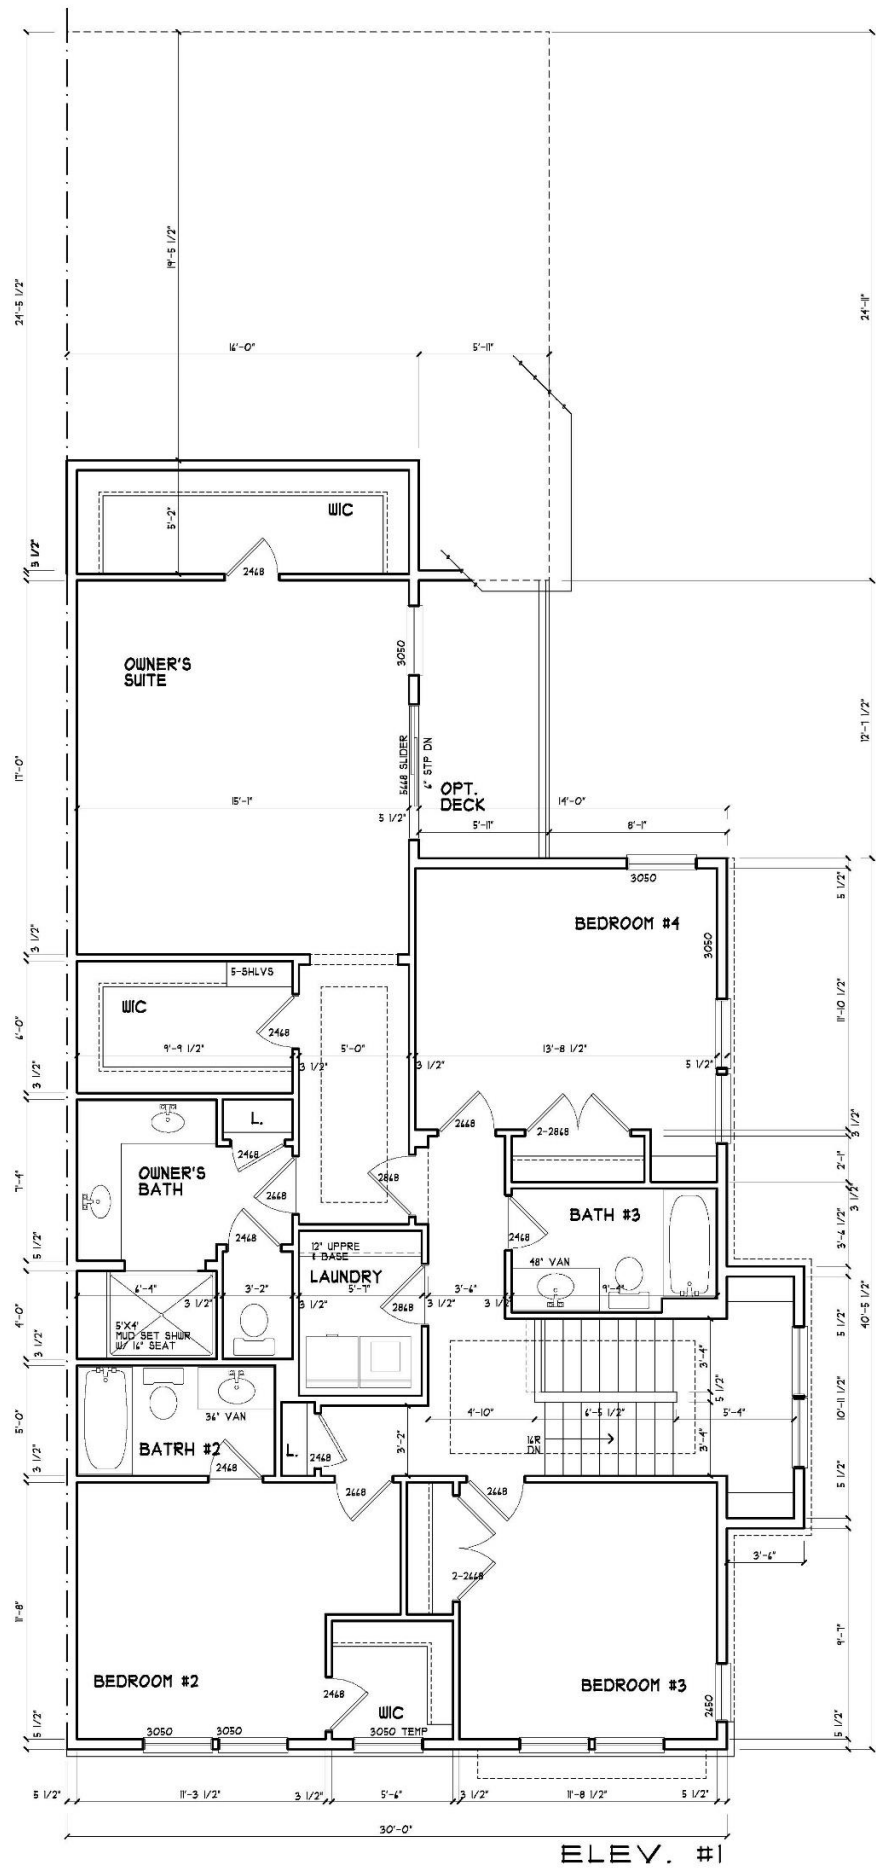 24'-5 1/2"
19'-5 1/2"
24'-11"
16'-0"
5'-11"
3 1/2"
5'-2"
WIC
2468
OWNER'S
SUITE
3050
17'-0"
5668 SLIDER
6" STP DN
OPT.
DECK
12'-7 1/2"
15'-1"
5 1/2"
14'-0"
5'-11"
8'-1"
3050
5 1/2"
BEDROOM #4
3050
3 1/2"
5-SHLVS
WIC
2468
6'-0"
11'-10 1/2"
9'-9 1/2"
3 1/2"
5'-0"
3 1/2"
13'-8 1/2"
5 1/2"
3 1/2"
L.
2668
2-2868
3 1/2"
2468
2'-1"
OWNER'S
BATH
7'-4"
2668
2868
3 1/2"
BATH #3
3'-6 1/2"
2468
2468
5 1/2"
12" UPPRE
& BASE
LAUNDRY
48" VAN
6'-4"
3 1/2"
3'-2"
3 1/2"
5'-7"
3 1/2"
3'-6"
3 1/2"
9'-4"
2868
4'-0"
5'X4'
MUD SET SHWR
W/ 16" SEAT
5 1/2"
40'-5 1/2"
3 1/2"
3'-4"
5 1/2"
36" VAN
5'-0"
4'-10"
6'-5 1/2"
5'-4"
10'-11 1/2"
BATRH #2
L.
2468
3'-2"
16R
DN
3'-4"
2468
3 1/2"
5 1/2"
2668
2668
3'-6"
2-2668
11'-8"
9'-7"
BEDROOM #2
2468
BEDROOM #3
2650
WIC
3050
3050
3050 TEMP
5 1/2"
5 1/2"
5 1/2"
11'-3 1/2"
3 1/2"
5'-6"
3 1/2"
11'-8 1/2"
5 1/2"
30'-0"
ELEV. #1